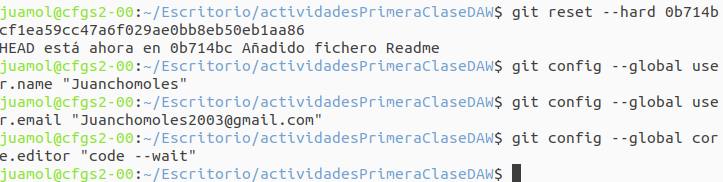 juamol@cfgs2-00:~/Escritorio/actividadesPrimeraClaseDAW$ git reset --hard 0b714b
cf1ea59cc47a6f029ae0bb8eb50eb1aa86
HEAD está ahora en 0b714bc Añadido fichero Readme
juamol@cfgs2-00:~/Escritorio/actividadesPrimeraClaseDAW$ git config --global use
r.name "Juanchomoles"
juamol@cfgs2-00:~/Escritorio/actividadesPrimeraClaseDAW$ git config --global use
r.email "Juanchomoles2003@gmail.com"
juamol@cfgs2-00:~/Escritorio/actividadesPrimeraClaseDAW$ git config --global cor
e.editor "code --wait"
juamol@cfgs2-00:~/Escritorio/actividadesPrimeraClaseDAW$